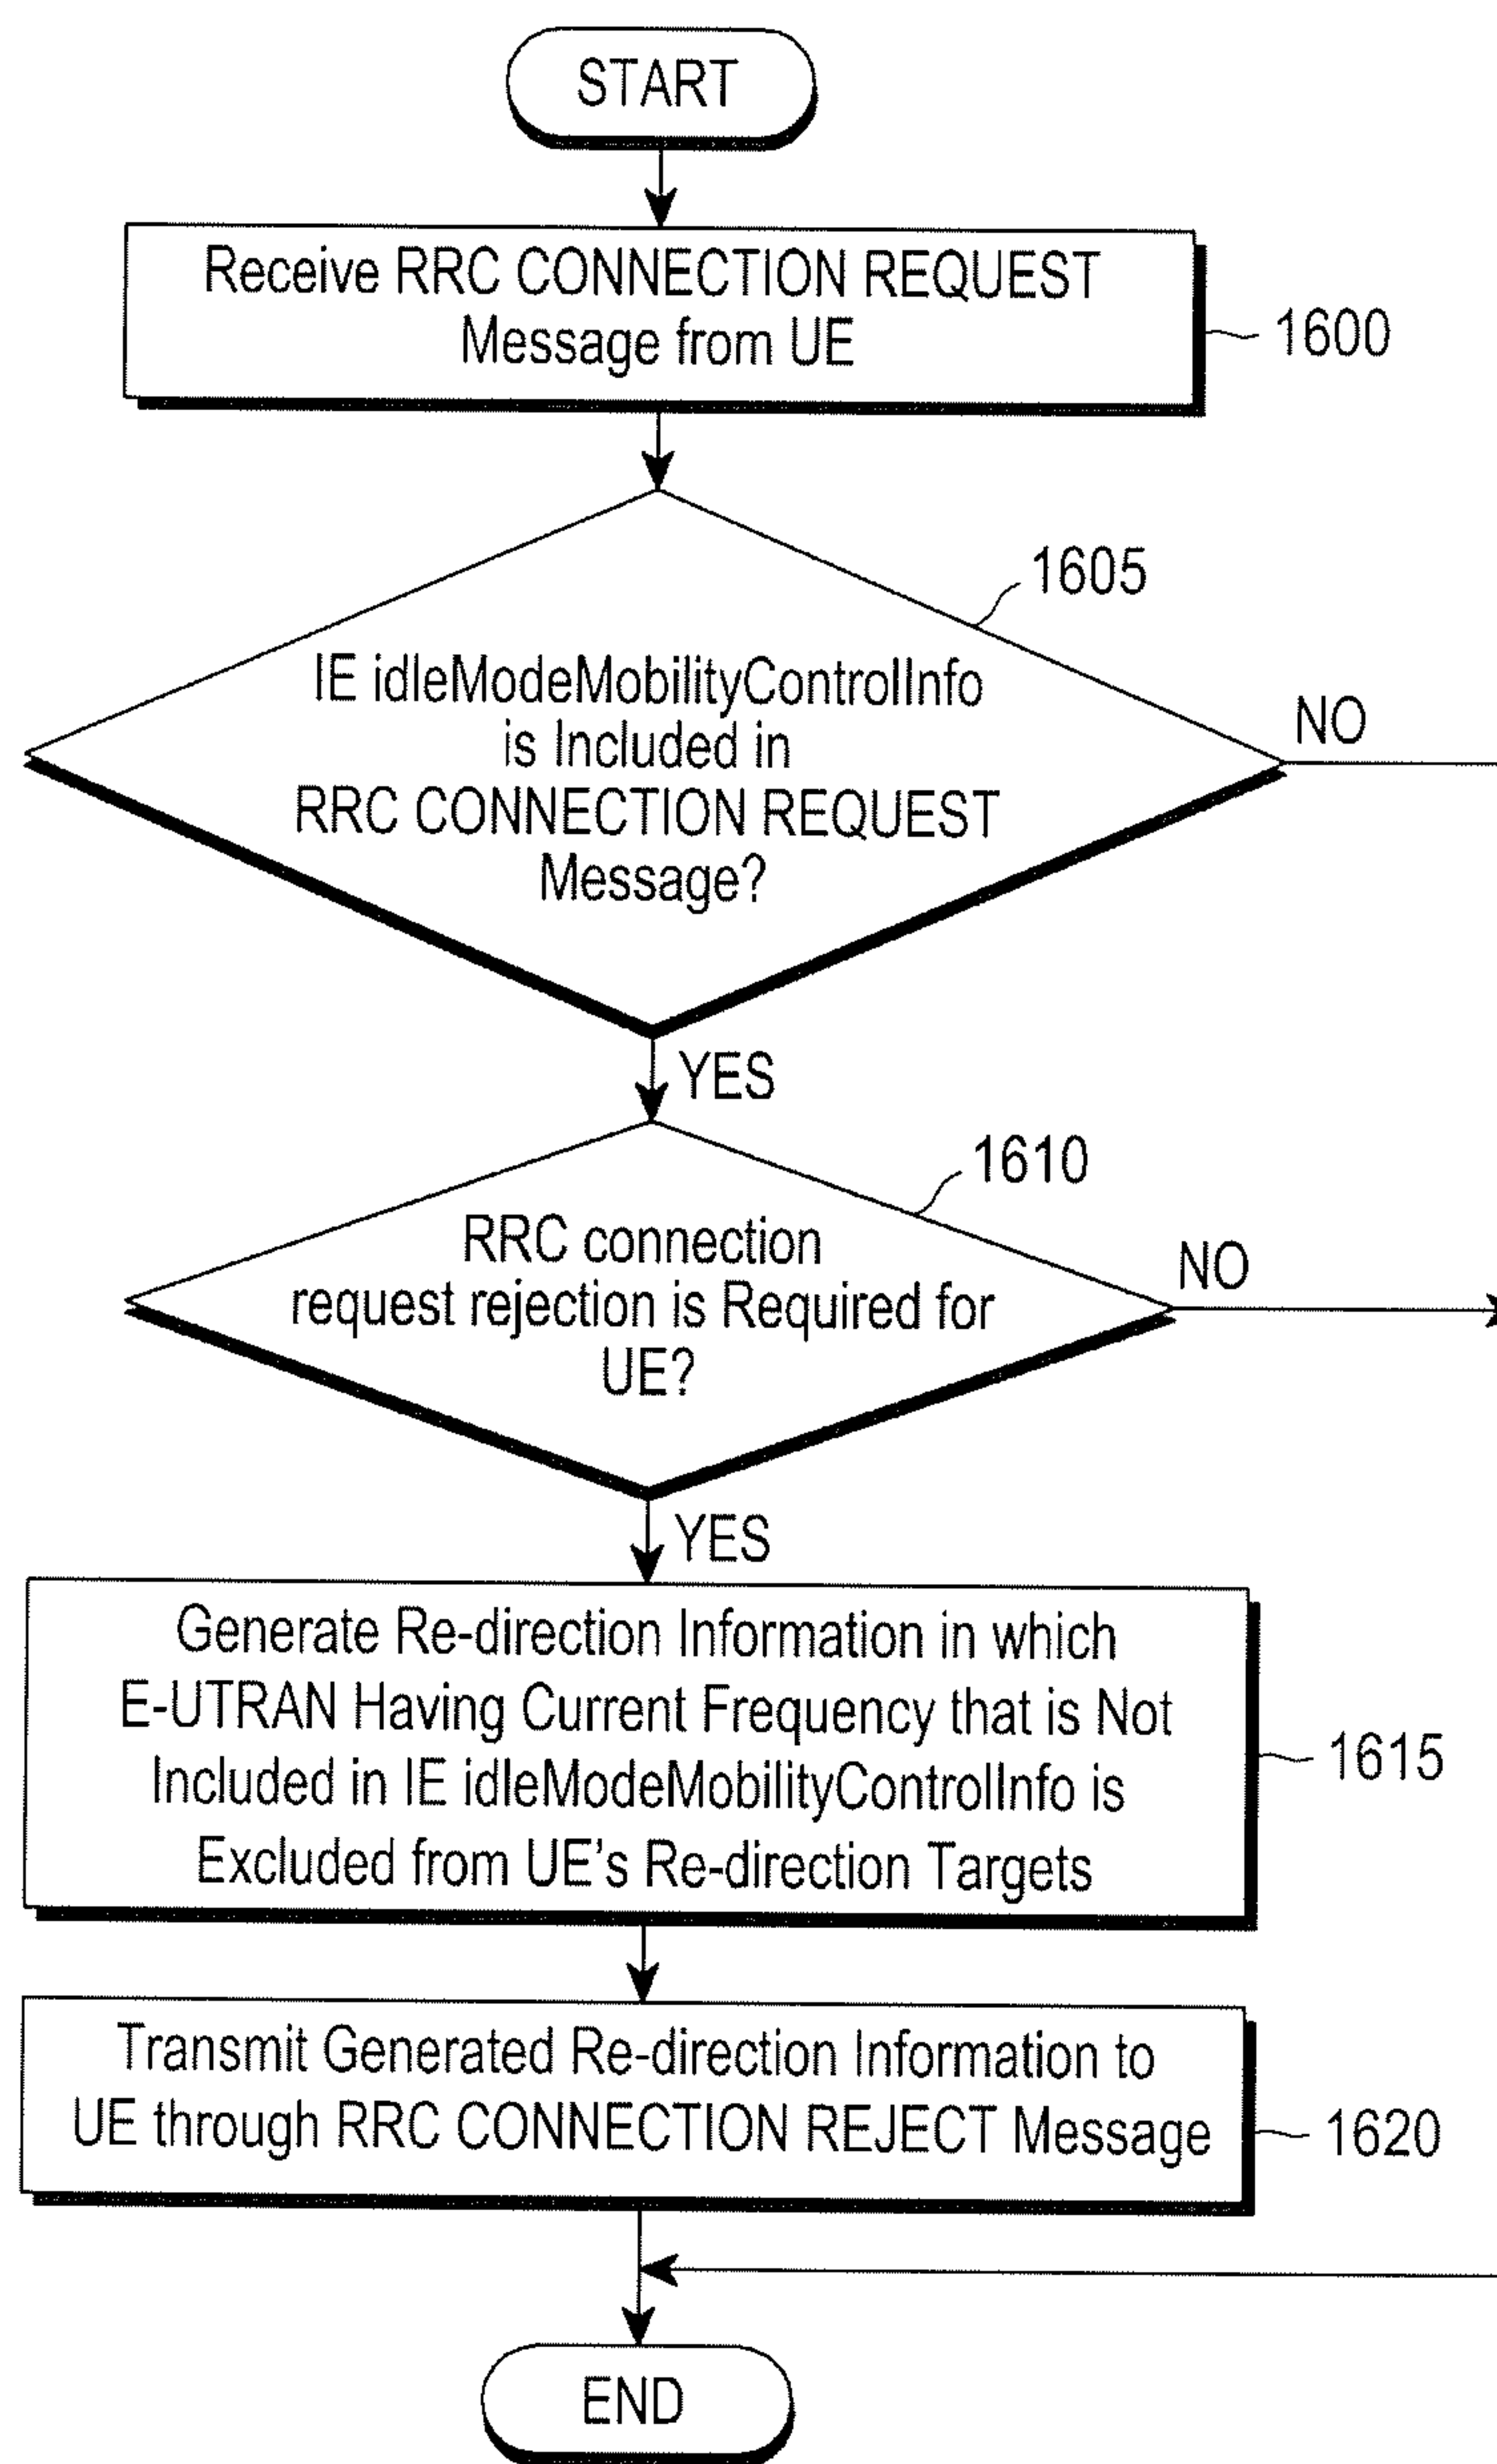 START
Receive RRC CONNECTION REQUEST
Message from UE
1600
1605
IE idleModeMobilityControlInfo
is Included in
RRC CONNECTION REQUEST
Message?
NO
YES
1610
RRC connection
request rejection is Required for
UE?
NO
YES
Generate Re-direction Information in which
E-UTRAN Having Current Frequency that is Not
Included in IE idleModeMobilityControlInfo is
Excluded from UE's Re-direction Targets
1615
Transmit Generated Re-direction Information to
UE through RRC CONNECTION REJECT Message
1620
END